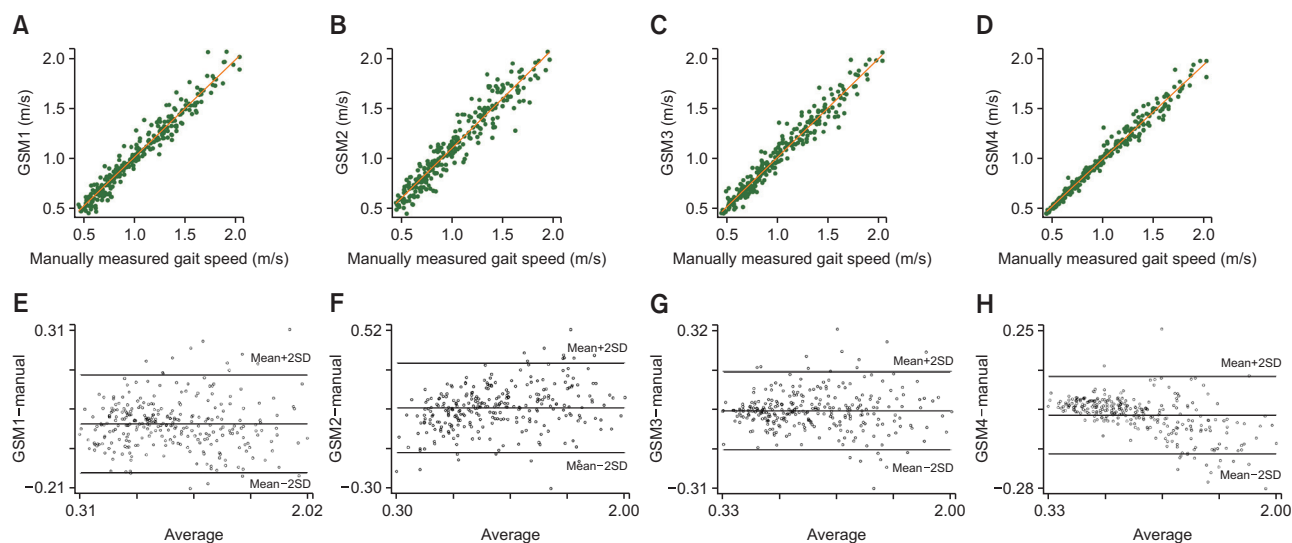 A
GSM1 (m/s)
2.0
1.5
1.0
0.5
0.5 1.0 1.5 2.0
Manually measured gait speed (m/s)
B
GSM2 (m/s)
2.0
1.5
1.0
0.5
0.5 1.0 1.5 2.0
Manually measured gait speed (m/s)
C
GSM3 (m/s)
2.0
1.5
1.0
0.5
0.5 1.0 1.5 2.0
Manually measured gait speed (m/s)
D
GSM4 (m/s)
2.0
1.5
1.0
0.5
0.5 1.0 1.5 2.0
Manually measured gait speed (m/s)
E
GSM1−manual
0.31
Mean+2SD
Mean−2SD
−0.21
0.31 2.02
Average
F
GSM2−manual
0.52
Mean+2SD
Mean−2SD
−0.30
0.30 2.00
Average
G
GSM3−manual
0.32
Mean+2SD
Mean−2SD
−0.31
0.33 2.00
Average
H
GSM4−manual
0.25
Mean+2SD
Mean−2SD
−0.28
0.33 2.00
Average